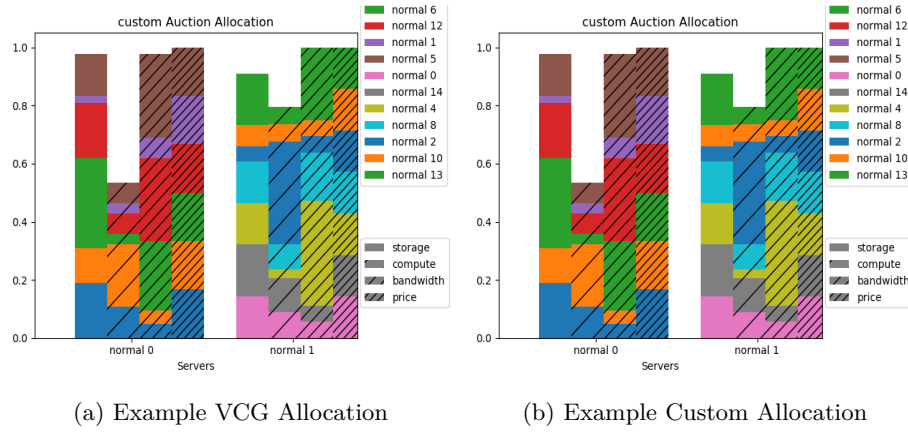 custom Auction Allocation
1.0
0.8
0.6
0.4
0.2
0.0
normal 0
normal 1
Servers
normal 6
normal 12
normal 1
normal 5
normal 0
normal 14
normal 4
normal 8
normal 2
normal 10
normal 13
storage
compute
bandwidth
price
(a) Example VCG Allocation
custom Auction Allocation
1.0
0.8
0.6
0.4
0.2
0.0
normal 0
normal 1
Servers
normal 6
normal 12
normal 1
normal 5
normal 0
normal 14
normal 4
normal 8
normal 2
normal 10
normal 13
storage
compute
bandwidth
price
(b) Example Custom Allocation